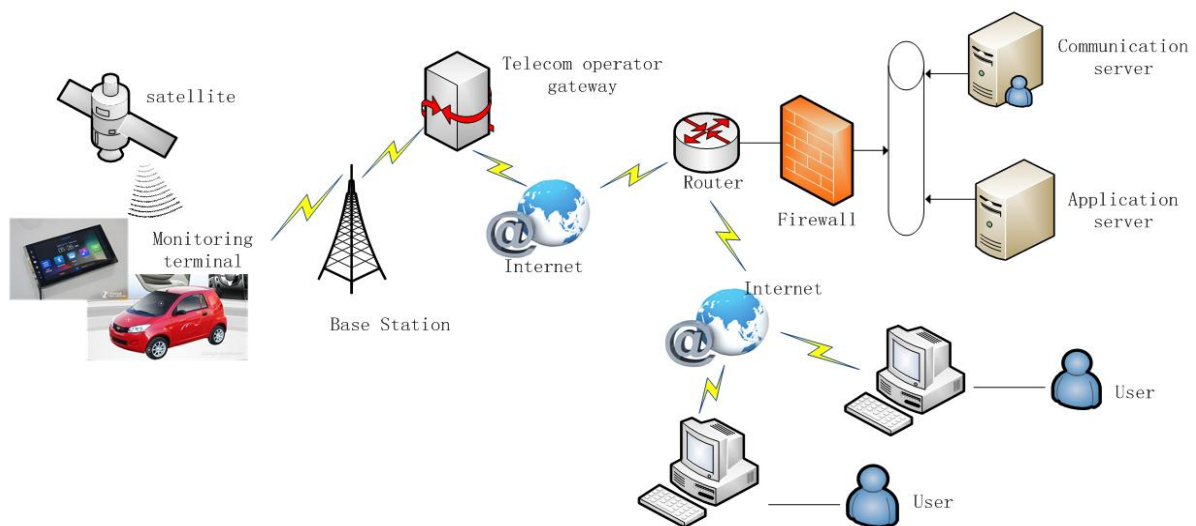 satellite
Monitoring
terminal
Base Station
Telecom operator
gateway
Internet
Router
Firewall
Communication
server
Application
server
Internet
User
User